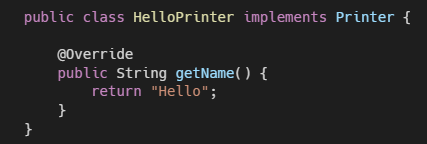 public class HelloPrinter implements Printer {
    @Override
    public String getName() {
        return "Hello";
    }
}